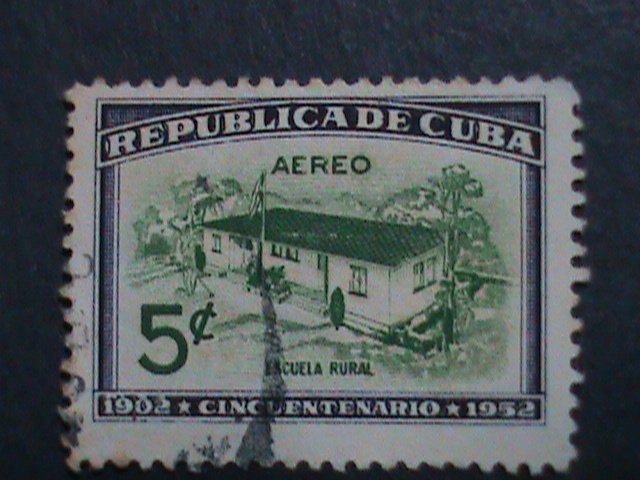 REPUBLICA DE CUBA
AEREO
5¢
ESCUELA RURAL
1902 ★ CINCUENTENARIO ★ 1952